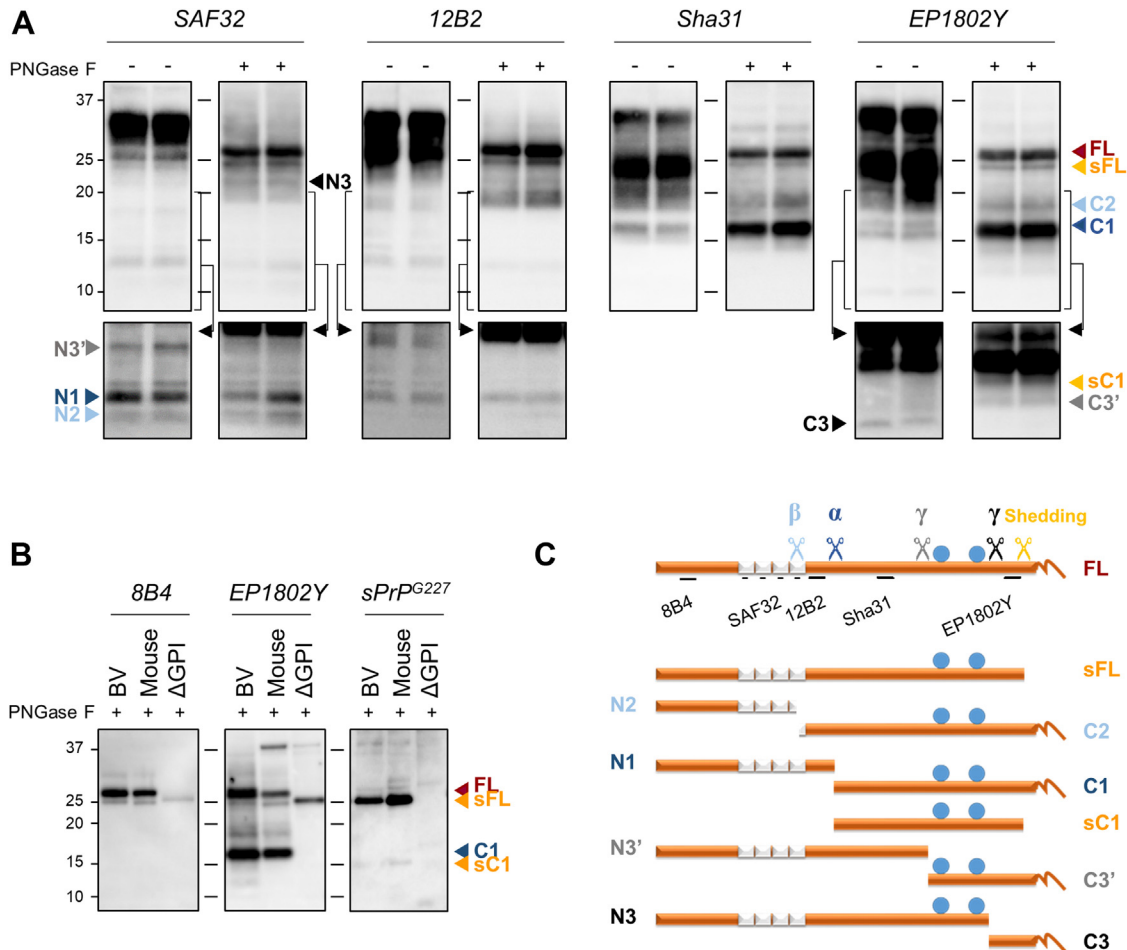 A
SAF32 12B2 Sha31 EP1802Y
PNGase F - - + + - - + + - - + + - - + +
37
25
20
15
10
N3
FL
sFL
C2
C1
N3'
N1
N2
sC1
C3'
C3
B
8B4 EP1802Y sPrP^G227
BV Mouse ΔGPI BV Mouse ΔGPI BV Mouse ΔGPI
PNGase F + + + + + + + + +
37
25
20
15
10
FL
sFL
C1
sC1
C
β α γ γ Shedding
FL
8B4 SAF32 12B2 Sha31 EP1802Y
sFL
N2
C2
N1
C1
sC1
N3'
C3'
N3
C3